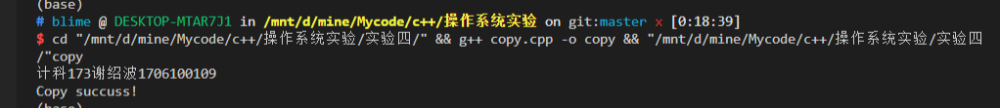 (base)
# blime @ DESKTOP-MTAR7J1 in /mnt/d/mine/Mycode/c++/操作系统实验 on git:master x [0:18:39]
$ cd "/mnt/d/mine/Mycode/c++/操作系统实验/实验四/" && g++ copy.cpp -o copy && "/mnt/d/mine/Mycode/c++/操作系统实验/实验四
/"copy
计科173谢绍波1706100109
Copy succuss!
(base)